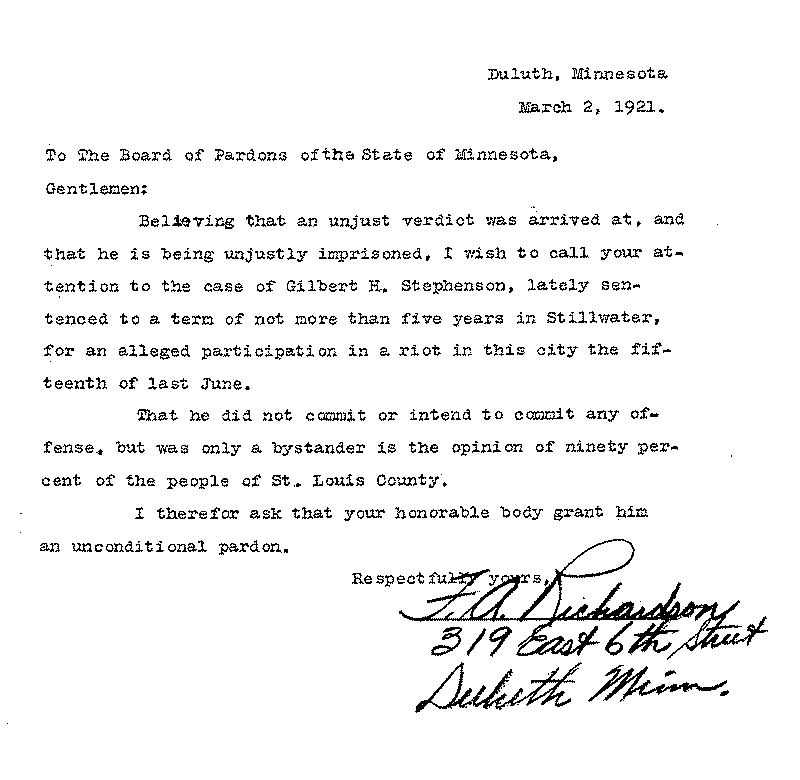 Duluth, Minnesota
March 2, 1921.
To The Board of Pardons ofthe State of Minnesota,
Gentlemen:
Believing that an unjust verdict was arrived at, and
that he is being unjustly imprisoned, I wish to call your at-
tention to the case of Gilbert H. Stephenson, lately sen-
tenced to a term of not more than five years in Stillwater,
for an alleged participation in a riot in this city the fif-
teenth of last June.
That he did not commit or intend to commit any of-
fense, but was only a bystander is the opinion of ninety per-
cent of the people of St. Louis County.
I therefor ask that your honorable body grant him
an unconditional pardon.
Respectfully yours,
F. A. Richardson
319 East 6th Street
Duluth Minn.